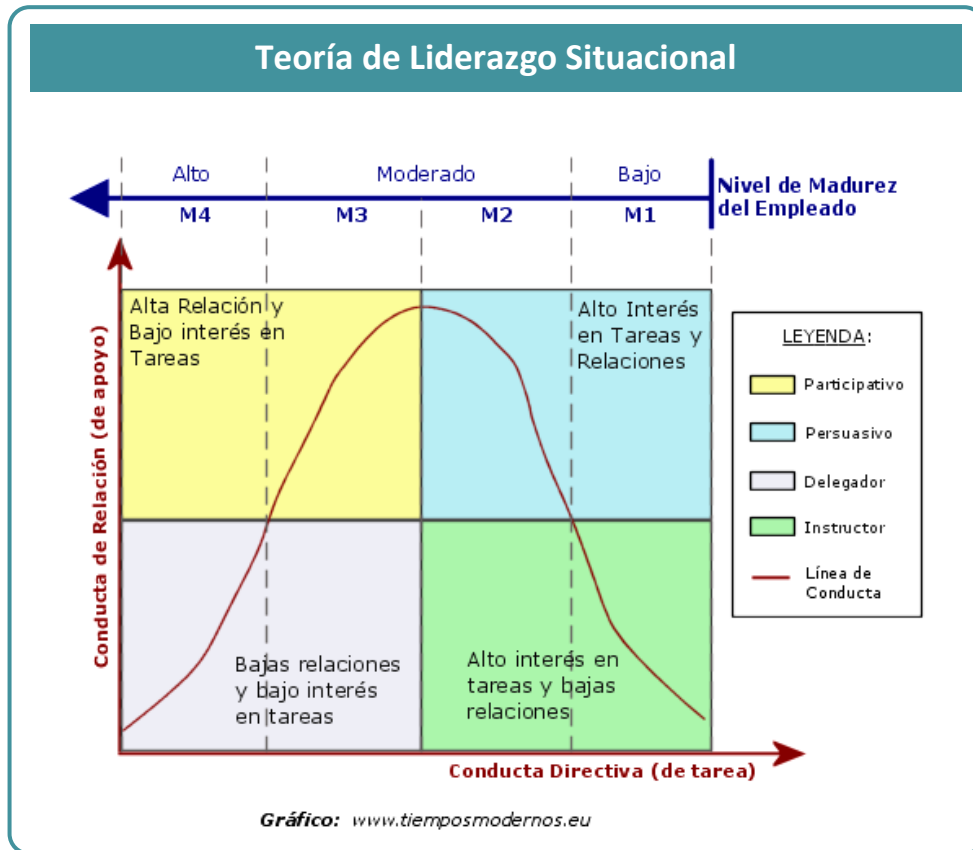 Teoría de Liderazgo Situacional
Alto
Moderado
Bajo
M4
M3
M2
M1
Nivel de Madurez
del Empleado
Conducta de Relación (de apoyo)
Alta Relación y
Bajo interés en
Tareas
Alto Interés
en Tareas y
Relaciones
Bajas relaciones
y bajo interés
en tareas
Alto interés en
tareas y bajas
relaciones
LEYENDA:
Participativo
Persuasivo
Delegador
Instructor
Línea de
Conducta
Conducta Directiva (de tarea)
Gráfico: www.tiemposmodernos.eu